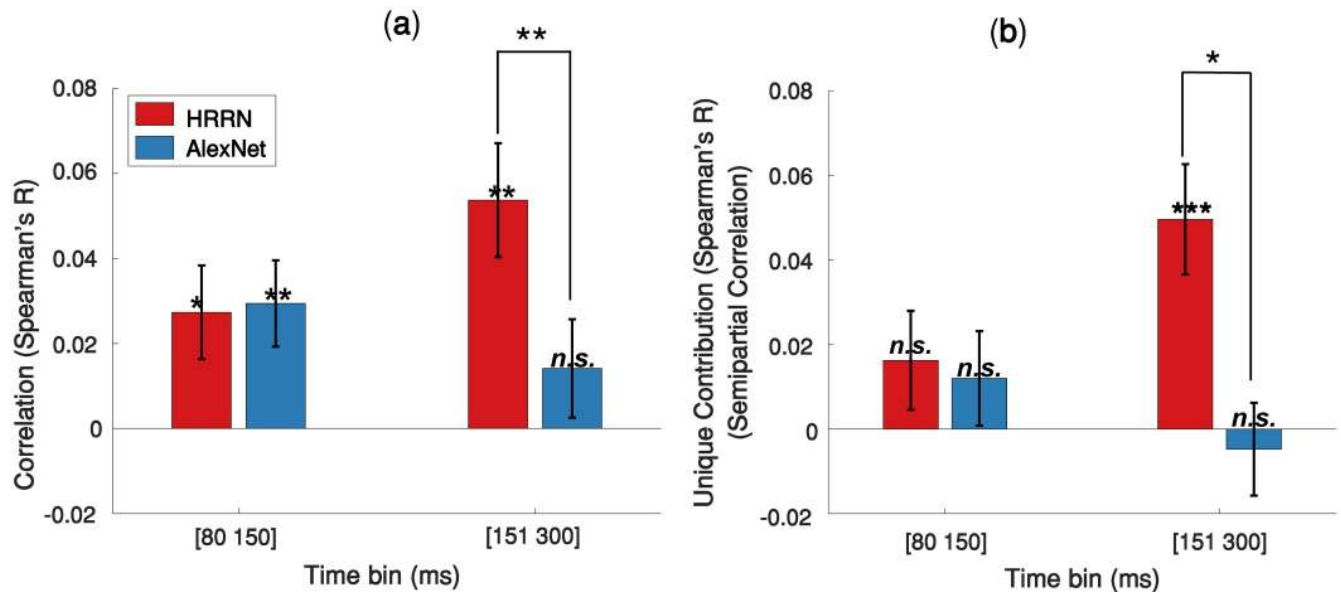 (a)
**
0.08
0.06
0.04
0.02
0
-0.02
Correlation (Spearman's R)
HRRN
AlexNet
*
**
**
n.s.
[80 150]
[151 300]
Time bin (ms)
(b)
*
0.08
0.06
0.04
0.02
0
-0.02
Unique Contribution (Spearman's R)
(Semipartial Correlation)
n.s.
n.s.
***
n.s.
[80 150]
[151 300]
Time bin (ms)